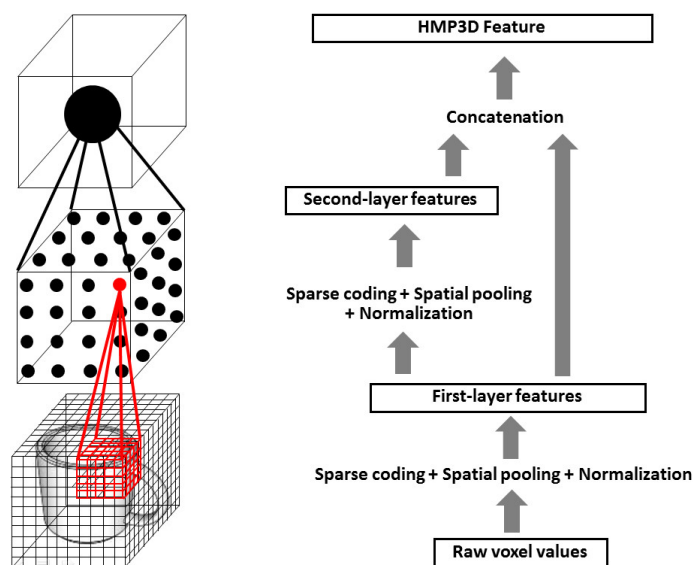 HMP3D Feature
Concatenation
Second-layer features
Sparse coding + Spatial pooling
+ Normalization
First-layer features
Sparse coding + Spatial pooling + Normalization
Raw voxel values